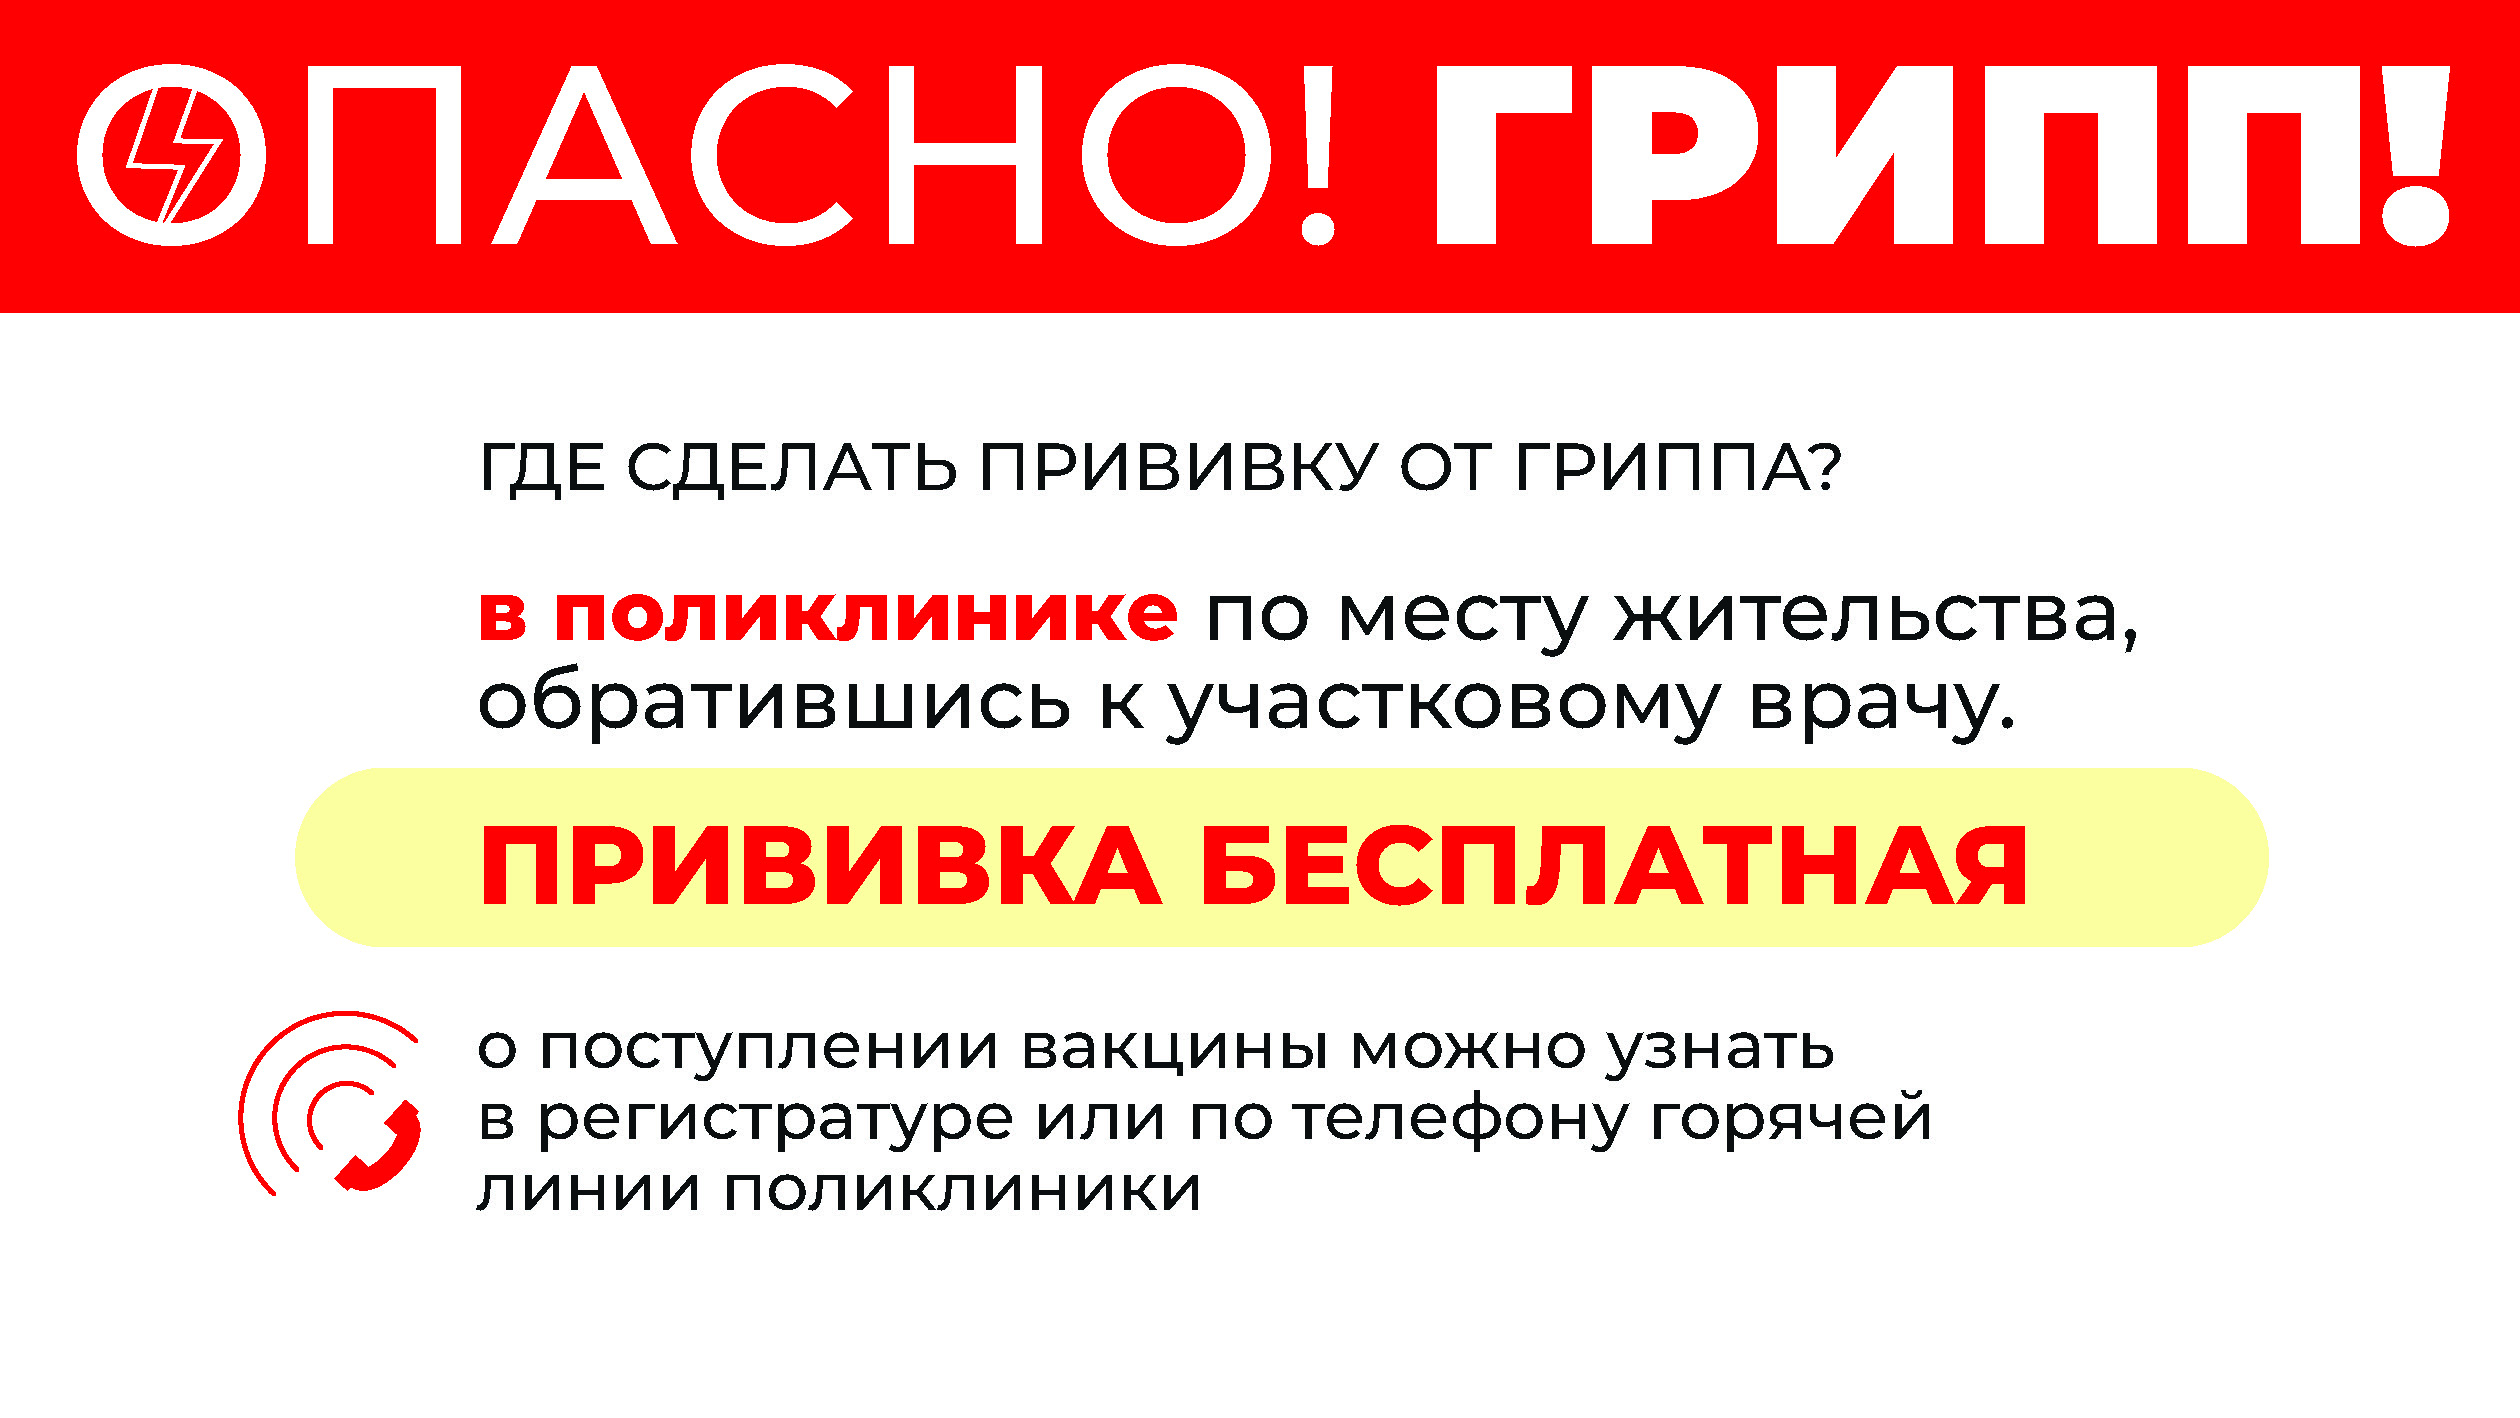 ОПАСНО! ГРИПП!
ГДЕ СДЕЛАТЬ ПРИВИВКУ ОТ ГРИППА?
в поликлинике по месту жительства,
обратившись к участковому врачу.
ПРИВИВКА БЕСПЛАТНАЯ
о поступлении вакцины можно узнать
в регистратуре или по телефону горячей
линии поликлиники